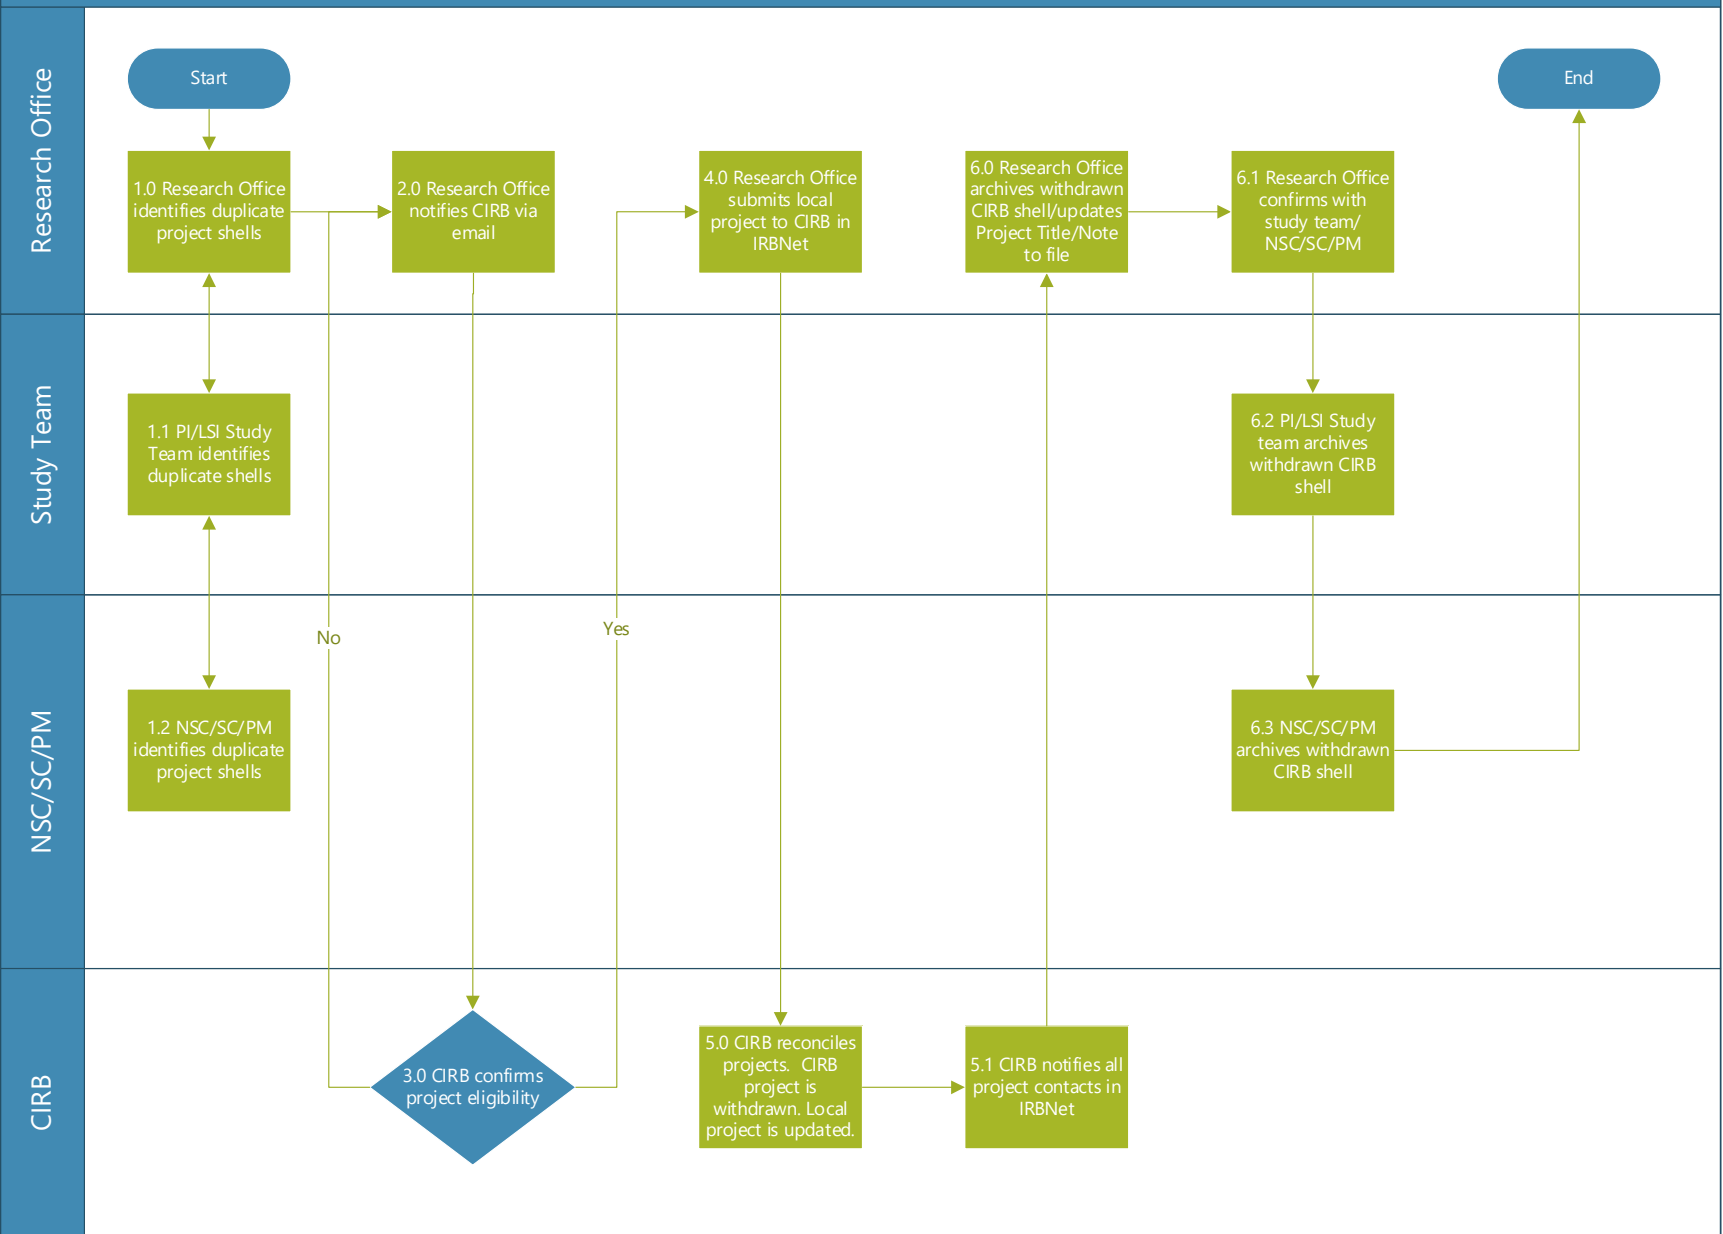 Research Office
Start
End
1.0 Research Office
identifies duplicate
project shells
2.0 Research Office
notifies CIRB via
email
4.0 Research Office
submits local
project to CIRB in
IRBNet
6.0 Research Office
archives withdrawn
CIRB shell/updates
Project Title/Note
to file
6.1 Research Office
confirms with
study team/
NSC/SC/PM
Study Team
1.1 PI/LSI Study
Team identifies
duplicate shells
6.2 PI/LSI Study
team archives
withdrawn CIRB
shell
NSC/SC/PM
No
Yes
1.2 NSC/SC/PM
identifies duplicate
project shells
6.3 NSC/SC/PM
archives withdrawn
CIRB shell
CIRB
3.0 CIRB confirms
project eligibility
5.0 CIRB reconciles
projects.  CIRB
project is
withdrawn. Local
project is updated.
5.1 CIRB notifies all
project contacts in
IRBNet